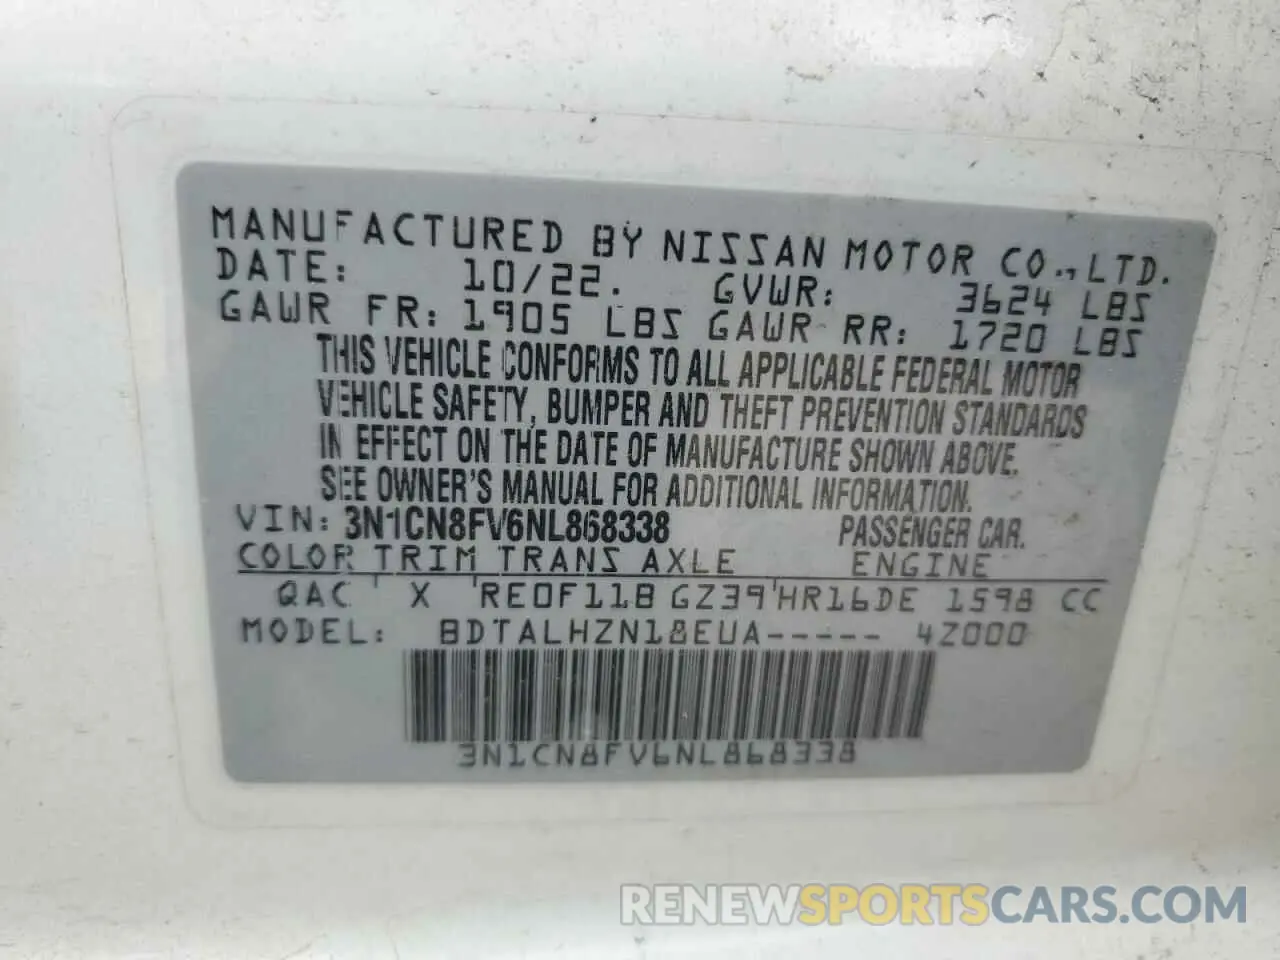 MANUFACTURED BY NISSAN MOTOR CO., LTD.
DATE: 10/22. GVWR: 3624 LBS
GAWR FR: 1905 LBS GAWR RR: 1720 LBS
THIS VEHICLE CONFORMS TO ALL APPLICABLE FEDERAL MOTOR
VEHICLE SAFETY, BUMPER AND THEFT PREVENTION STANDARDS
IN EFFECT ON THE DATE OF MANUFACTURE SHOWN ABOVE.
SEE OWNER'S MANUAL FOR ADDITIONAL INFORMATION.
VIN: 3N1CN8FV6NL868338 PASSENGER CAR.
COLOR TRIM TRANS AXLE ENGINE
QAC ' X ' RE0F11B GZ39 ' HR16DE 1598 CC
MODEL: BDTALHZN18EUA----- 4Z000
3N1CN8FV6NL868338
RENEWSPORTSCARS.COM